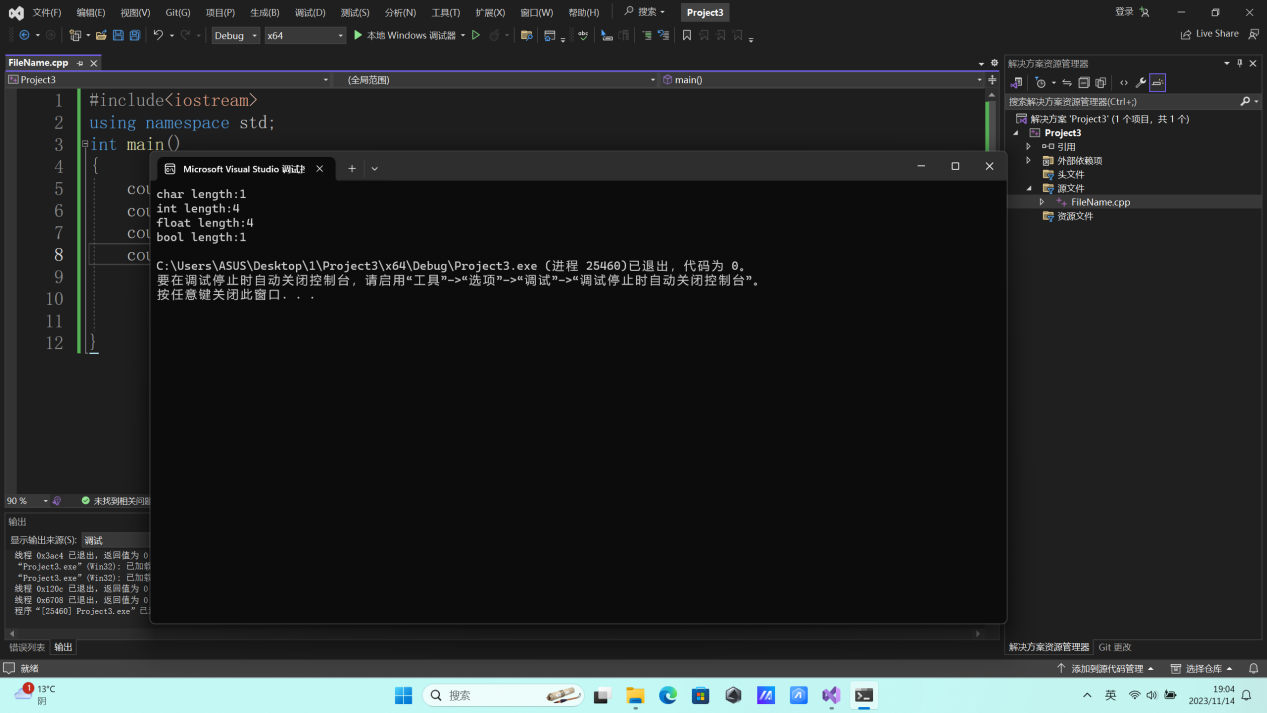 文件(F) 编辑(E) 视图(V) Git(G) 项目(P) 生成(B) 调试(D) 测试(S) 分析(N) 工具(T) 扩展(X) 窗口(W) 帮助(H) 搜索 Project3 登录
Debug x64 本地 Windows 调试器 Live Share
FileName.cpp
Project3 (全局范围) main()
1 #include<iostream>
2 using namespace std;
3 int main()
4 {
5 cou
6 cou
7 cou
8 cou
9
10
11
12 }
Microsoft Visual Studio 调试
char length:1
int length:4
float length:4
bool length:1
C:\Users\ASUS\Desktop\1\Project3\x64\Debug\Project3.exe (进程 25460)已退出，代码为 0。
要在调试停止时自动关闭控制台，请启用“工具”->“选项”->“调试”->“调试停止时自动关闭控制台”。
按任意键关闭此窗口. . .
90 % 未找到相关问题
输出
显示输出来源(S): 调试
线程 0x3ac4 已退出，返回值为 0
“Project3.exe”(Win32): 已加载
“Project3.exe”(Win32): 已加载
线程 0x120c 已退出，返回值为 0
线程 0x6708 已退出，返回值为 0
程序“[25460] Project3.exe”已
错误列表 输出
解决方案资源管理器
搜索解决方案资源管理器(Ctrl+;)
解决方案 'Project3' (1 个项目，共 1 个)
Project3
引用
外部依赖项
头文件
源文件
FileName.cpp
资源文件
解决方案资源管理器 Git 更改
就绪 添加到源代码管理 选择仓库
1 13°C
阴
搜索
英
19:04
2023/11/14